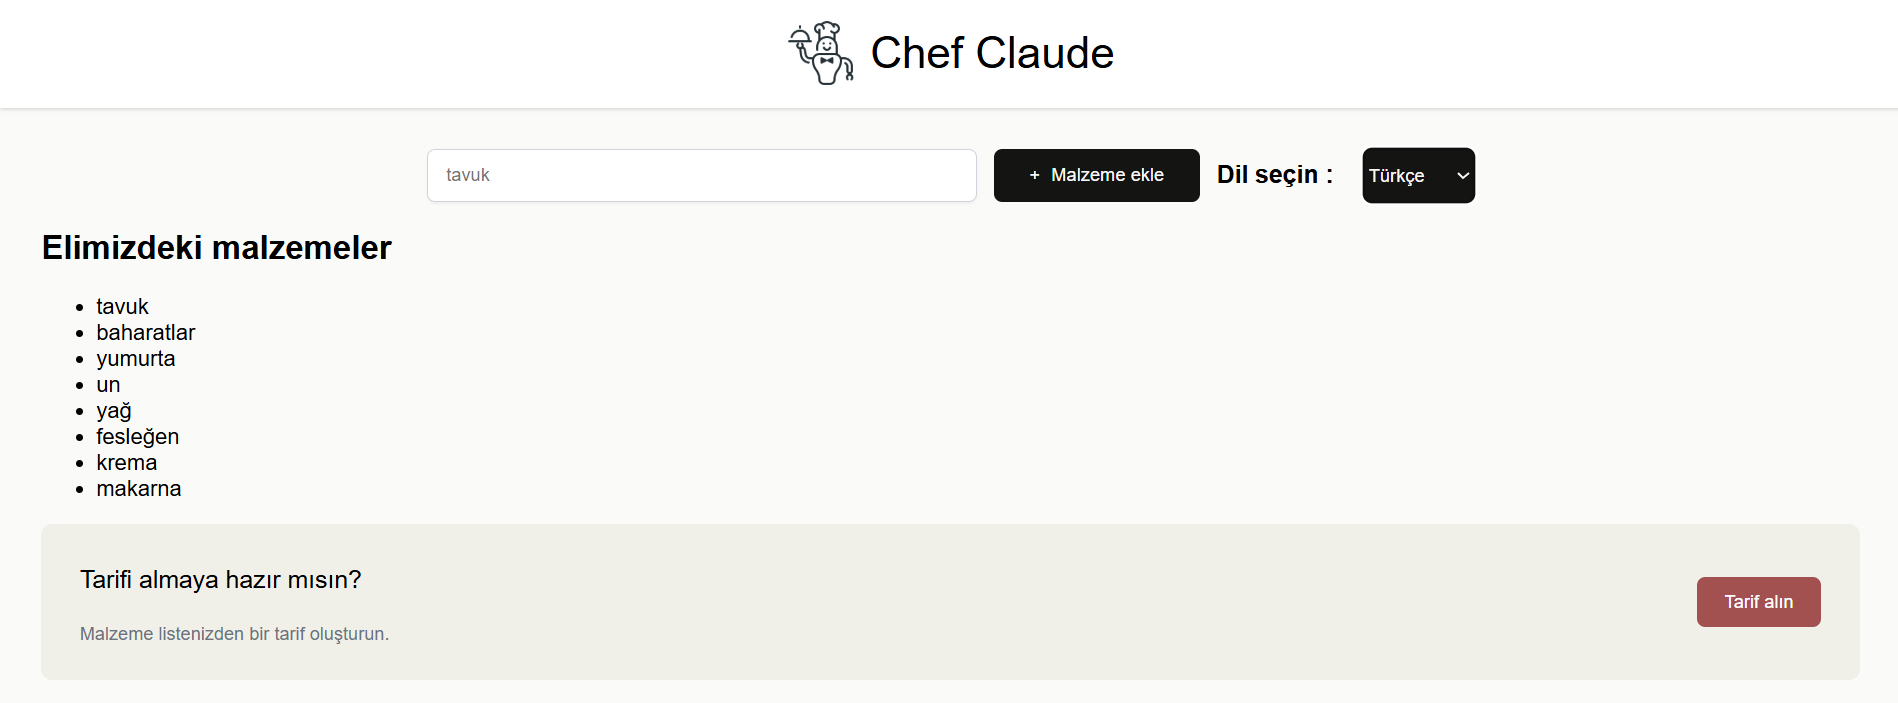 Chef Claude
tavuk
+ Malzeme ekle
Dil seçin :
Türkçe
Elimizdeki malzemeler
tavuk
baharatlar
yumurta
un
yağ
fesleğen
krema
makarna
Tarifi almaya hazır mısın?
Malzeme listenizden bir tarif oluşturun.
Tarif alın